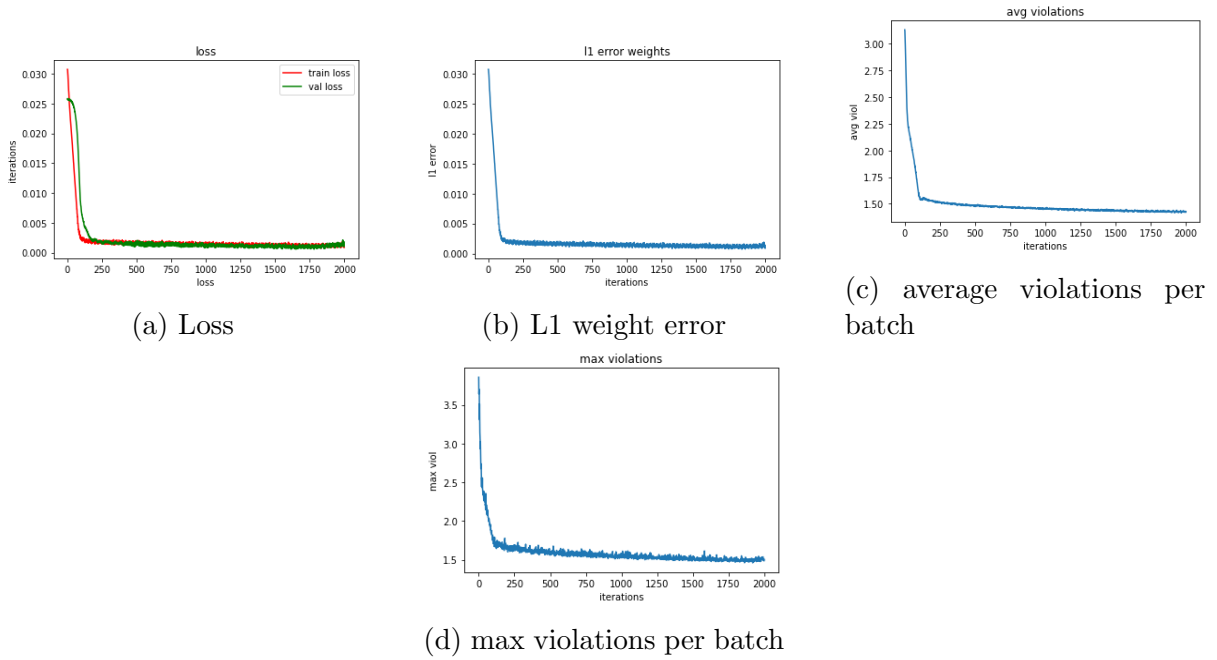 loss
0.030
0.025
0.020
0.015
0.010
0.005
0.000
iterations
train loss
val loss
0 250 500 750 1000 1250 1500 1750 2000
loss
(a) Loss
l1 error weights
0.030
0.025
0.020
0.015
0.010
0.005
0.000
l1 error
0 250 500 750 1000 1250 1500 1750 2000
iterations
(b) L1 weight error
avg violations
3.00
2.75
2.50
2.25
2.00
1.75
1.50
avg viol
0 250 500 750 1000 1250 1500 1750 2000
iterations
(c) average violations per
batch
max violations
3.5
3.0
2.5
2.0
1.5
max viol
0 250 500 750 1000 1250 1500 1750 2000
iterations
(d) max violations per batch